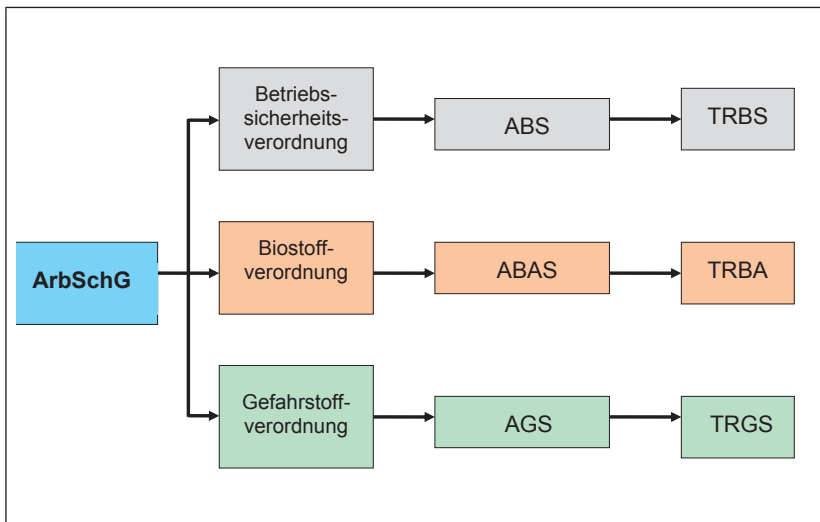 Betriebs-
sicherheits-
verordnung
ABS
TRBS
ArbSchG
Biostoff-
verordnung
ABAS
TRBA
Gefahrstoff-
verordnung
AGS
TRGS